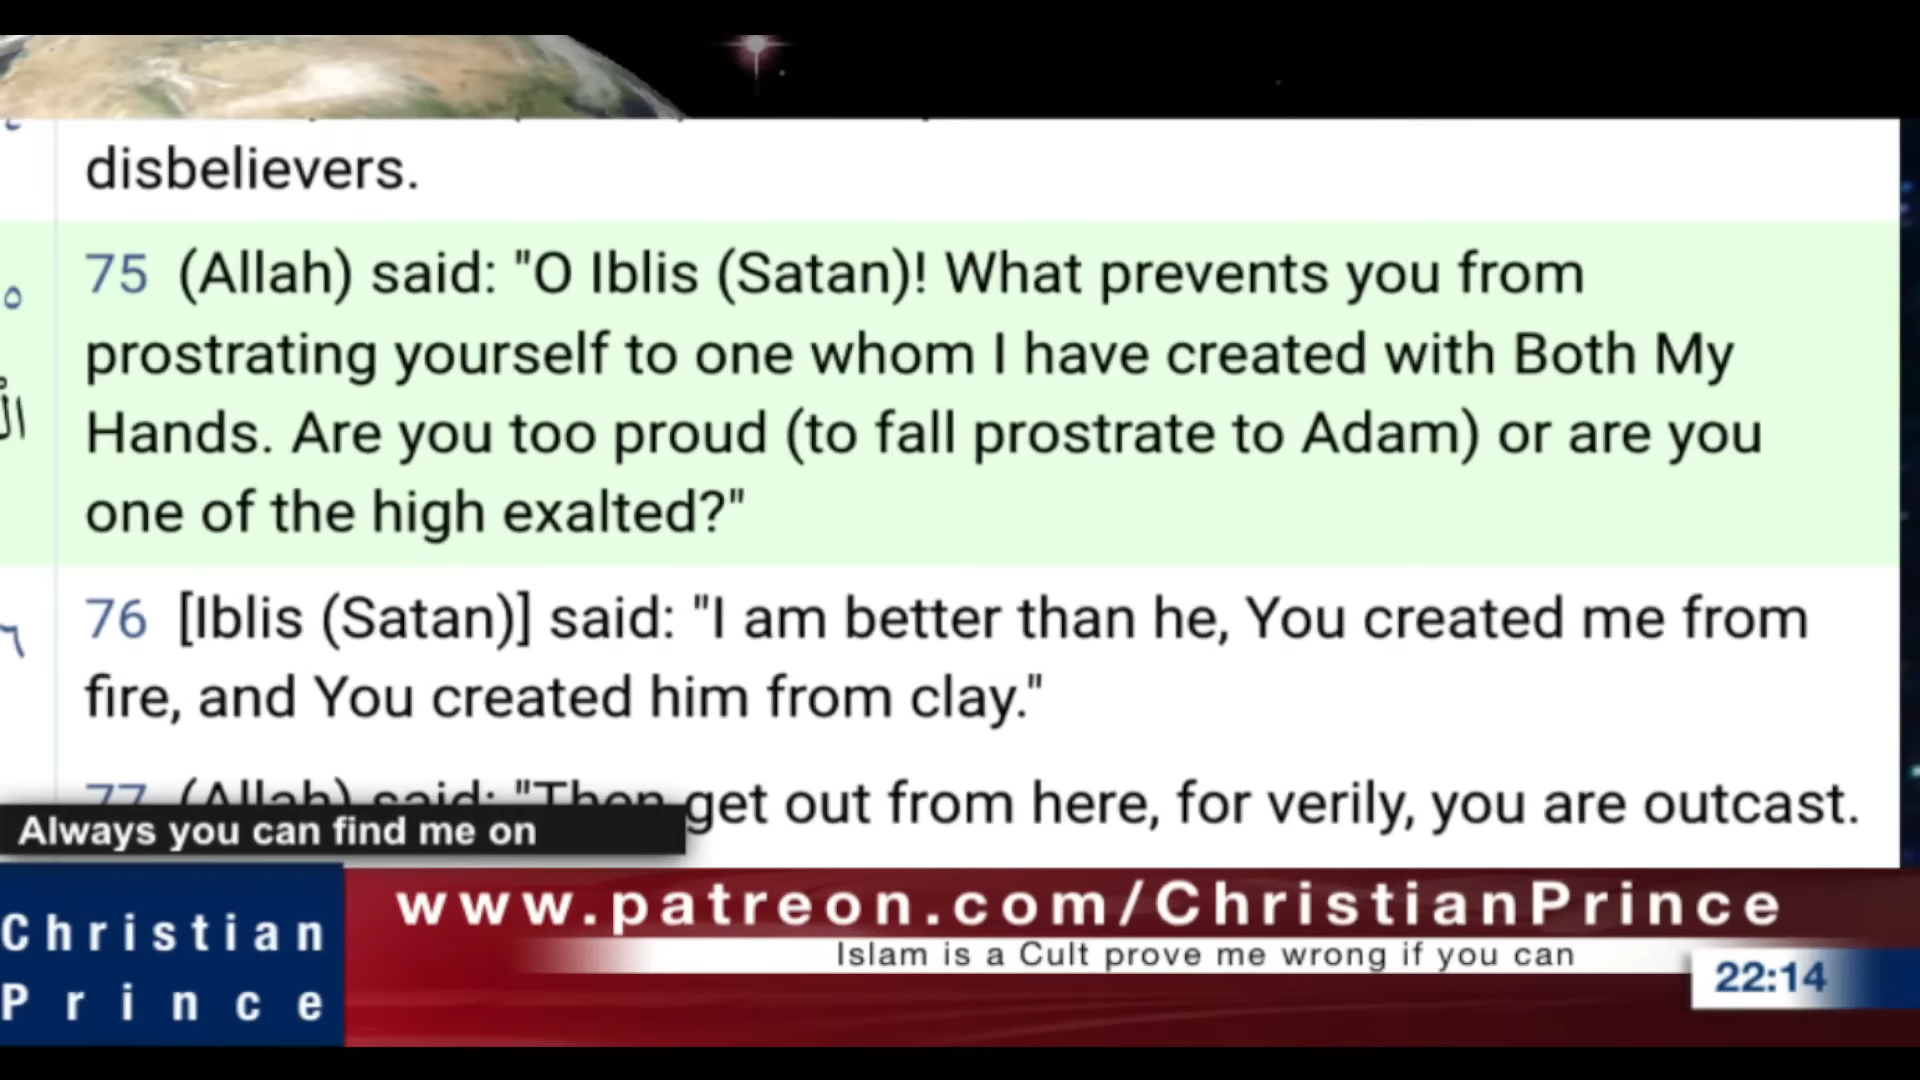 disbelievers.
75 (Allah) said: "O Iblis (Satan)! What prevents you from
prostrating yourself to one whom I have created with Both My
Hands. Are you too proud (to fall prostrate to Adam) or are you
one of the high exalted?"
76 [Iblis (Satan)] said: "I am better than he, You created me from
fire, and You created him from clay."
77 (Allah) said: "Then get out from here, for verily, you are outcast.
Always you can find me on
www.patreon.com/ChristianPrince
Christian
Prince
Islam is a Cult prove me wrong if you can
22:14